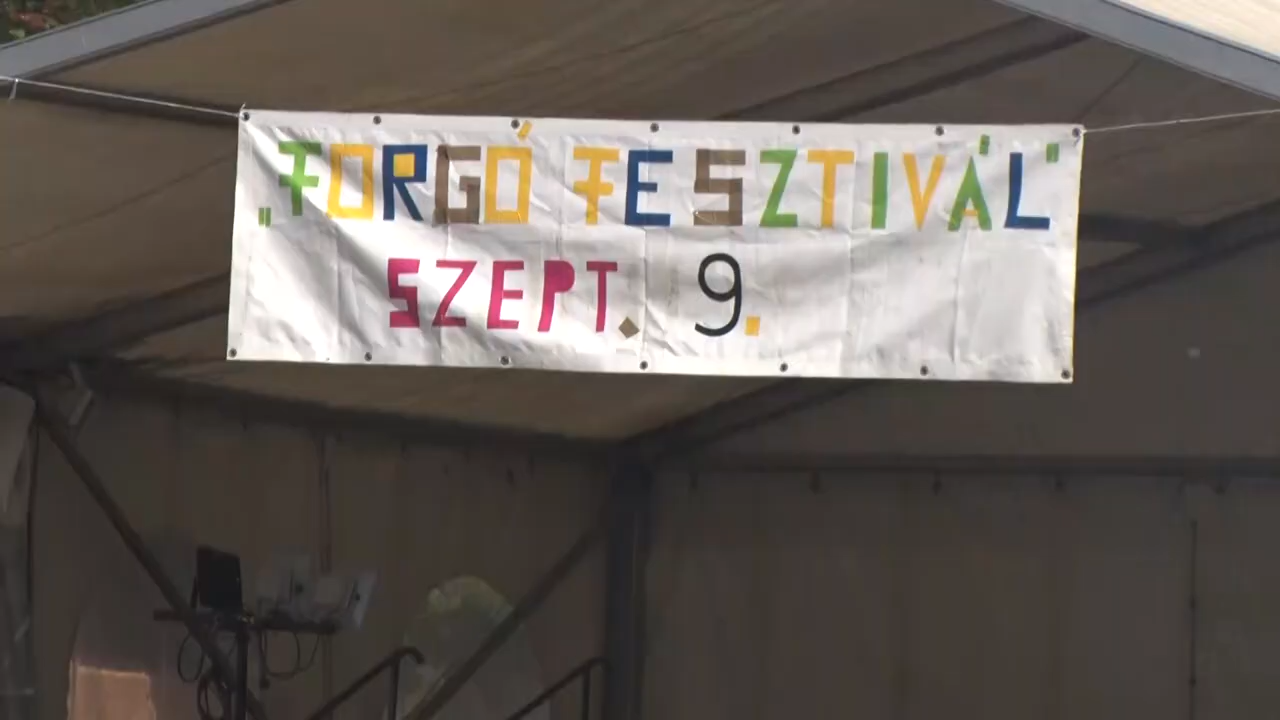 „FORGÓ FESZTIVÁL"
SZEPT. 9.